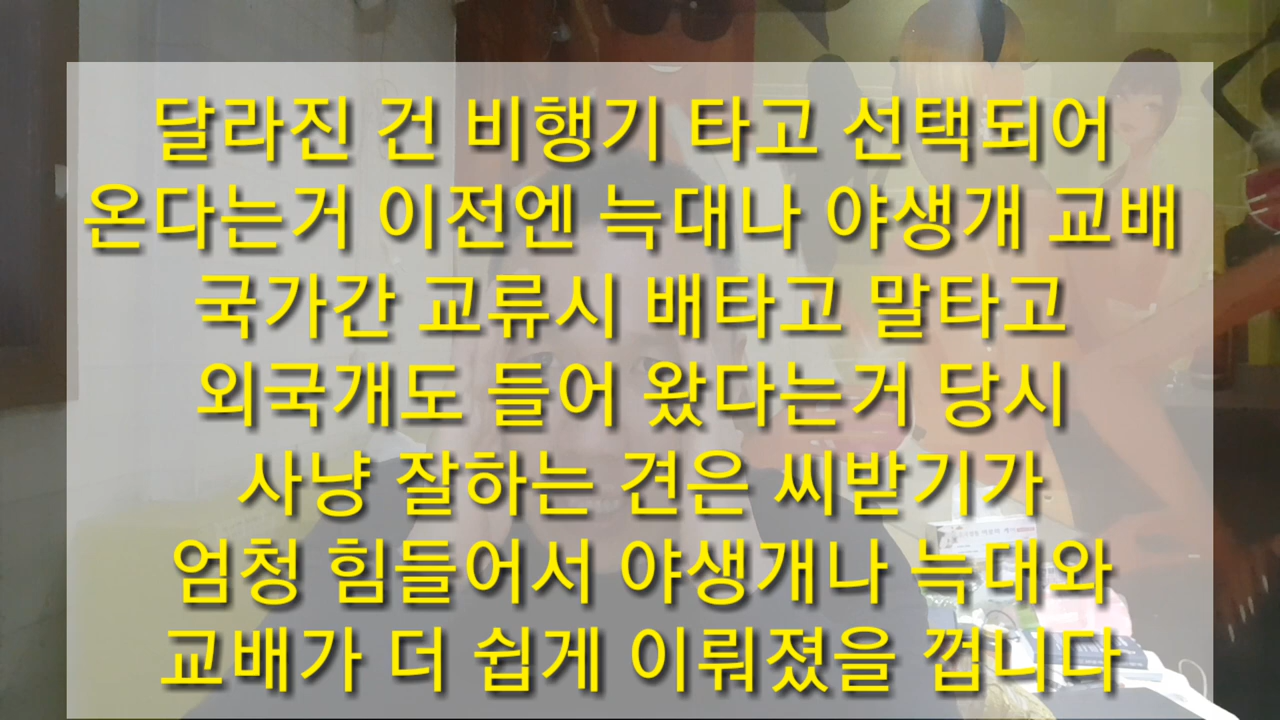 달라진 건 비행기 타고 선택되어
온다는거 이전엔 늑대나 야생개 교배
국가간 교류시 배타고 말타고
외국개도 들어 왔다는거 당시
사냥 잘하는 견은 씨받기가
엄청 힘들어서 야생개나 늑대와
교배가 더 쉽게 이뤄졌을 껍니다